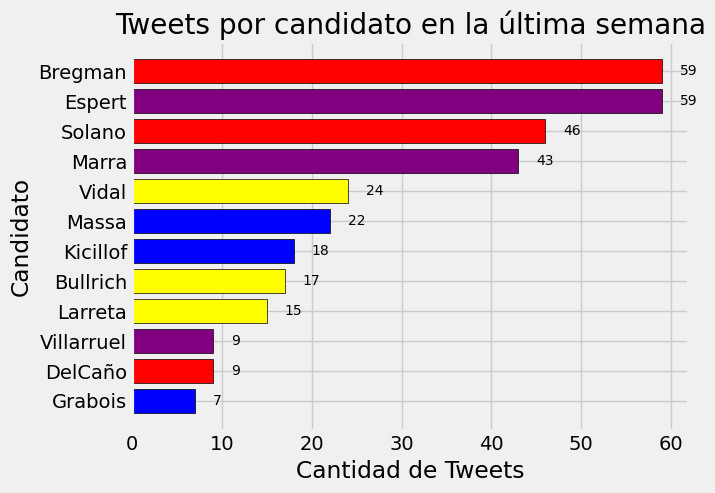 Tweets por candidato en la última semana
Candidato
Bregman 59
Espert 59
Solano 46
Marra 43
Vidal 24
Massa 22
Kicillof 18
Bullrich 17
Larreta 15
Villarruel 9
DelCaño 9
Grabois 7
0 10 20 30 40 50 60
Cantidad de Tweets